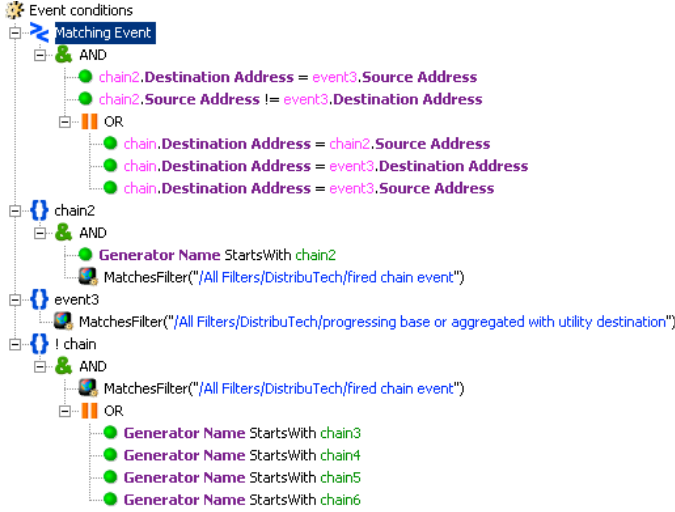 Event conditions
Matching Event
& AND
chain2.Destination Address = event3.Source Address
chain2.Source Address != event3.Destination Address
OR
chain.Destination Address = chain2.Source Address
chain.Destination Address = event3.Destination Address
chain.Destination Address = event3.Source Address
{} chain2
& AND
Generator Name StartsWith chain2
MatchesFilter("/All Filters/DistribuTech/fired chain event")
{} event3
MatchesFilter("/All Filters/DistribuTech/progressing base or aggregated with utility destination")
{} ! chain
& AND
MatchesFilter("/All Filters/DistribuTech/fired chain event")
OR
Generator Name StartsWith chain3
Generator Name StartsWith chain4
Generator Name StartsWith chain5
Generator Name StartsWith chain6